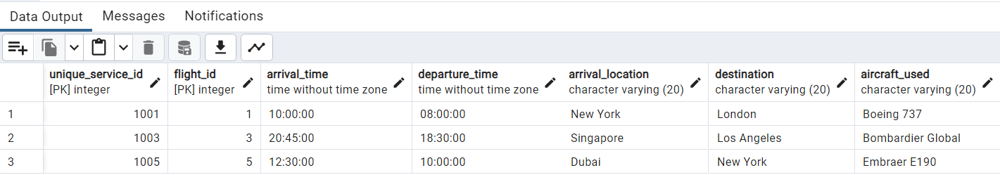 Data Output Messages Notifications
unique_service_id flight_id arrival_time departure_time arrival_location destination aircraft_used
[PK] integer [PK] integer time without time zone time without time zone character varying (20) character varying (20) character varying (20)
1 1001 1 10:00:00 08:00:00 New York London Boeing 737
2 1003 3 20:45:00 18:30:00 Singapore Los Angeles Bombardier Global
3 1005 5 12:30:00 10:00:00 Dubai New York Embraer E190